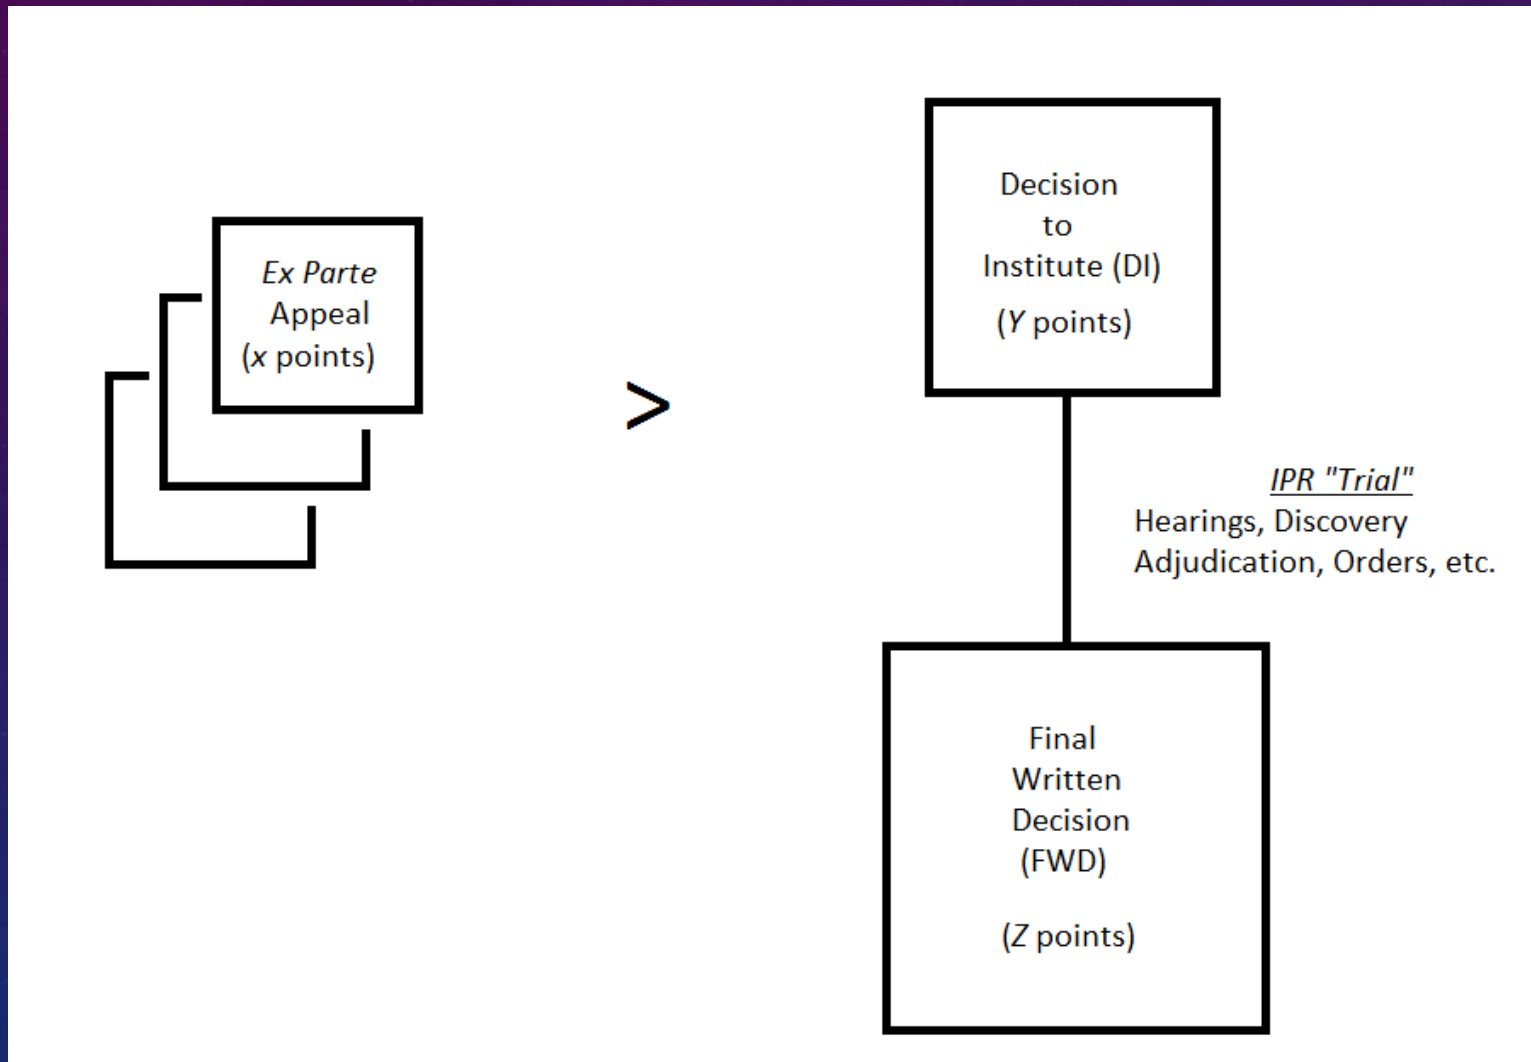 Ex Parte
Appeal
(x points)
>
Decision
to
Institute (DI)
(Y points)
IPR "Trial"
Hearings, Discovery
Adjudication, Orders, etc.
Final
Written
Decision
(FWD)
(Z points)